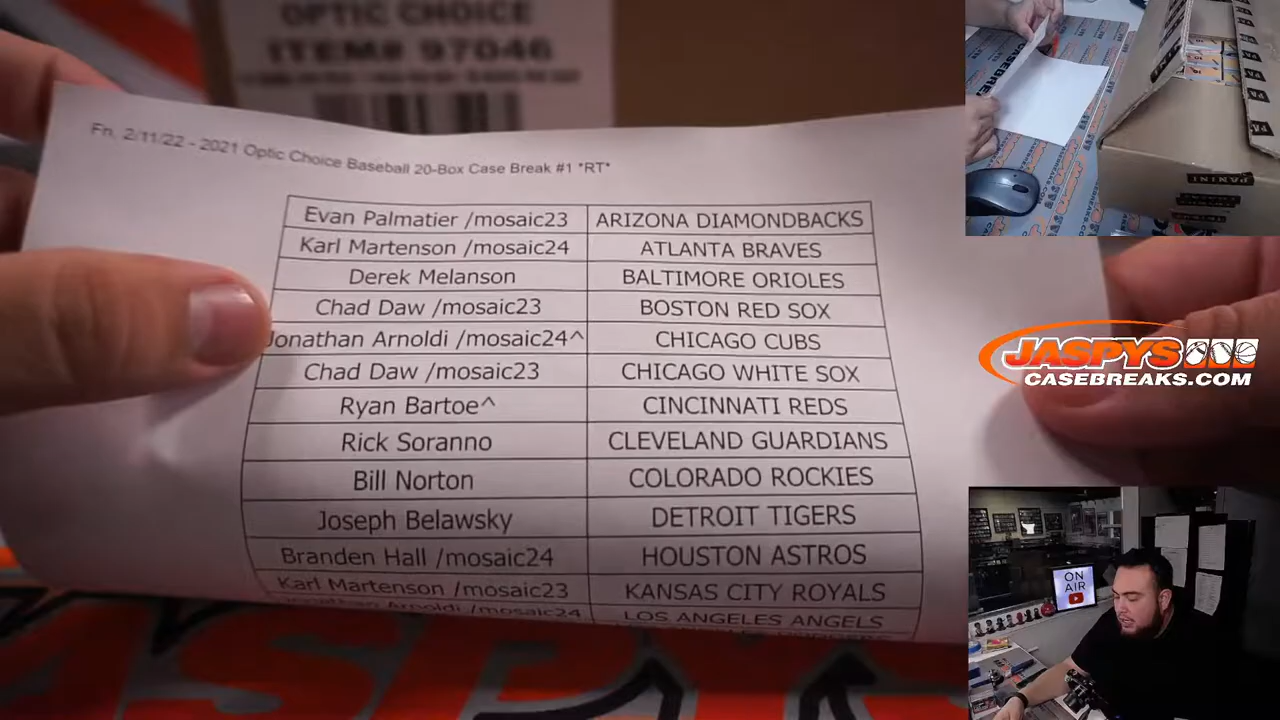 OPTIC CHOICE
ITEM# 97046
Fri, 2/11/22 - 2021 Optic Choice Baseball 20-Box Case Break #1 *RT*
Evan Palmatier /mosaic23 ARIZONA DIAMONDBACKS
Karl Martenson /mosaic24 ATLANTA BRAVES
Derek Melanson BALTIMORE ORIOLES
Chad Daw /mosaic23 BOSTON RED SOX
Jonathan Arnoldi /mosaic24^ CHICAGO CUBS
Chad Daw /mosaic23 CHICAGO WHITE SOX
Ryan Bartoe^ CINCINNATI REDS
Rick Soranno CLEVELAND GUARDIANS
Bill Norton COLORADO ROCKIES
Joseph Belawsky DETROIT TIGERS
Branden Hall /mosaic24 HOUSTON ASTROS
Karl Martenson /mosaic23 KANSAS CITY ROYALS
Jonathan Arnoldi /mosaic24 LOS ANGELES ANGELS
JASPYS
CASEBREAKS.COM
PANINI
ON
AIR